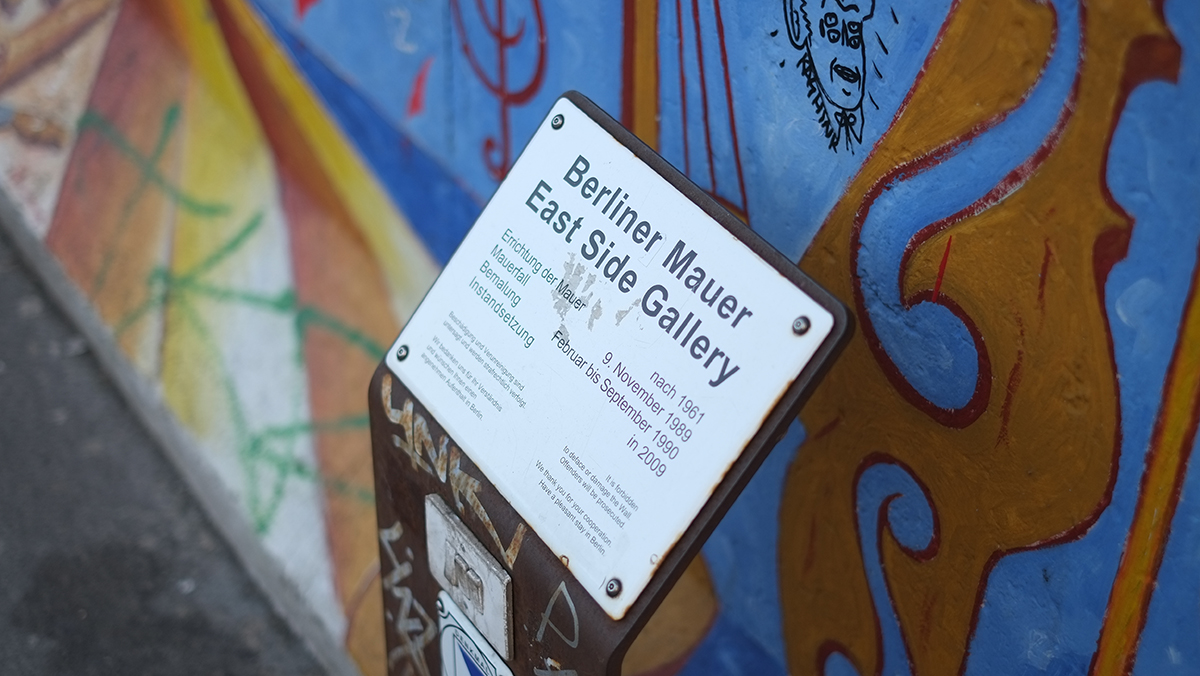 Berliner Mauer
East Side Gallery
Errichtung der Mauer
nach 1961
Mauerfall
9. November 1989
Bemalung
Februar bis September 1990
Instandsetzung
in 2009
Beschädigung und Verunreinigung sind
untersagt und werden strafrechtlich verfolgt.
Wir bedanken uns für Ihr Verständnis
und wünschen Ihnen einen
angenehmen Aufenthalt in Berlin.
It is forbidden
to deface or damage the Wall
Offenders will be prosecuted.
We thank you for your cooperation.
Have a pleasant stay in Berlin.